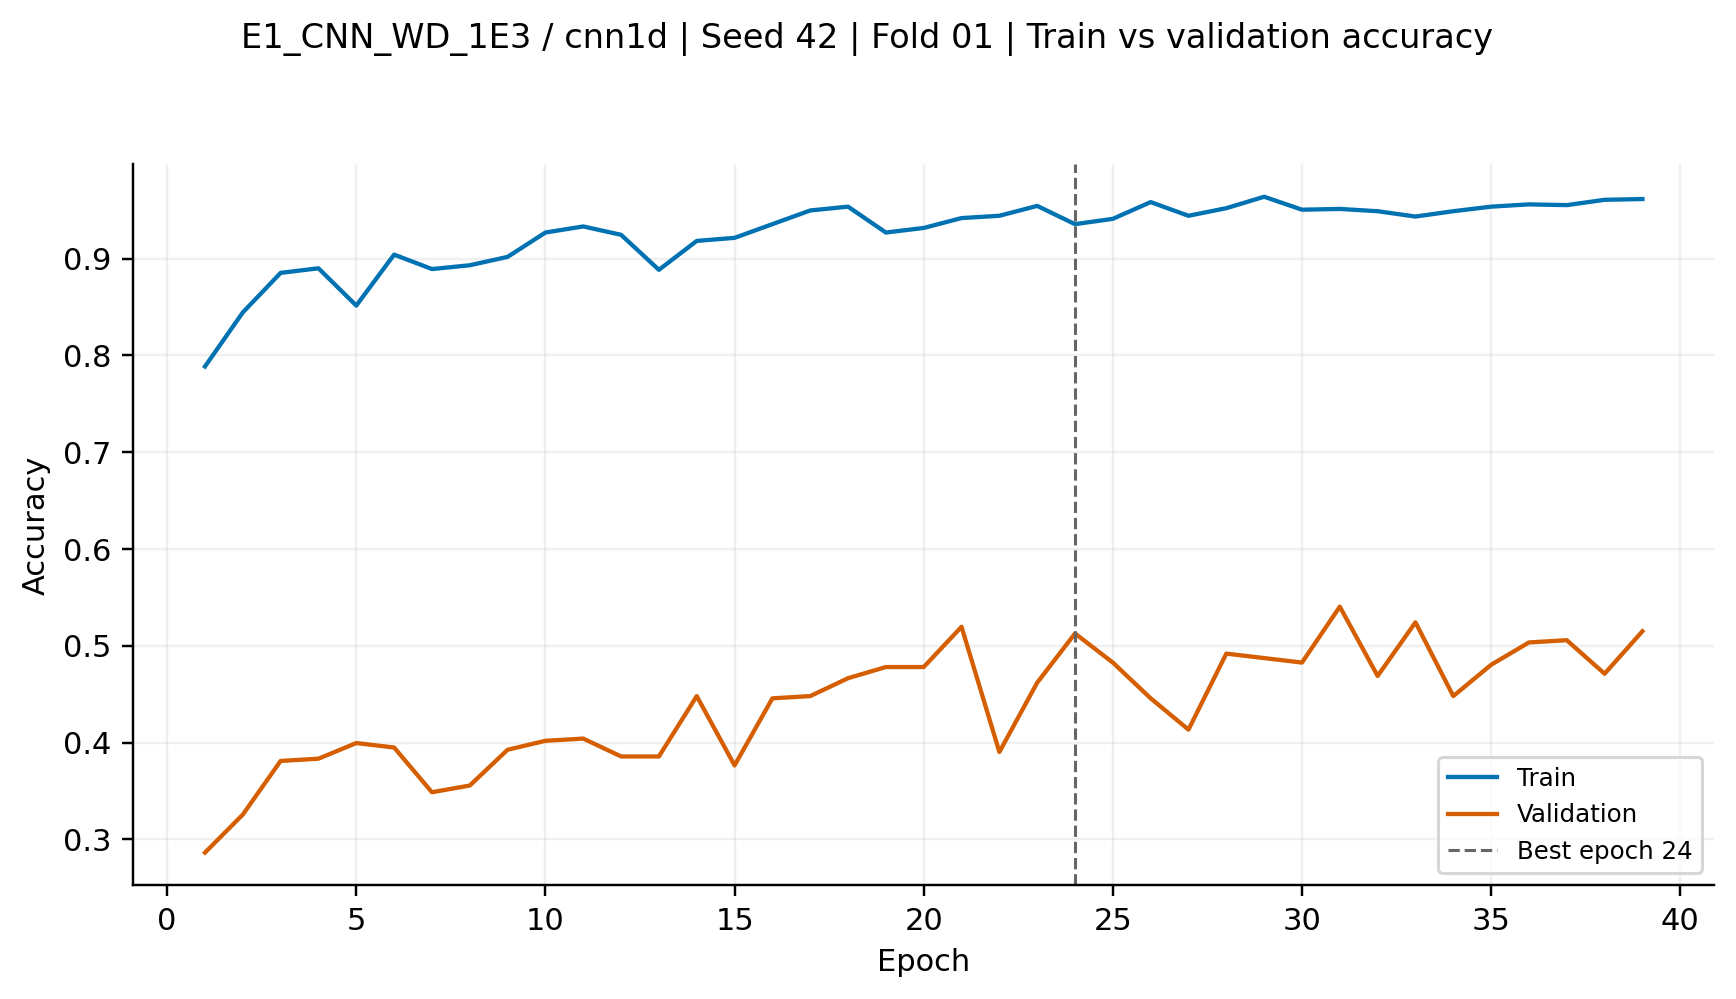 E1_CNN_WD_1E3 / cnn1d | Seed 42 | Fold 01 | Train vs validation accuracy
0.9
0.8
0.7
0.6
0.5
0.4
0.3
Accuracy
Train
Validation
Best epoch 24
0 5 10 15 20 25 30 35 40
Epoch